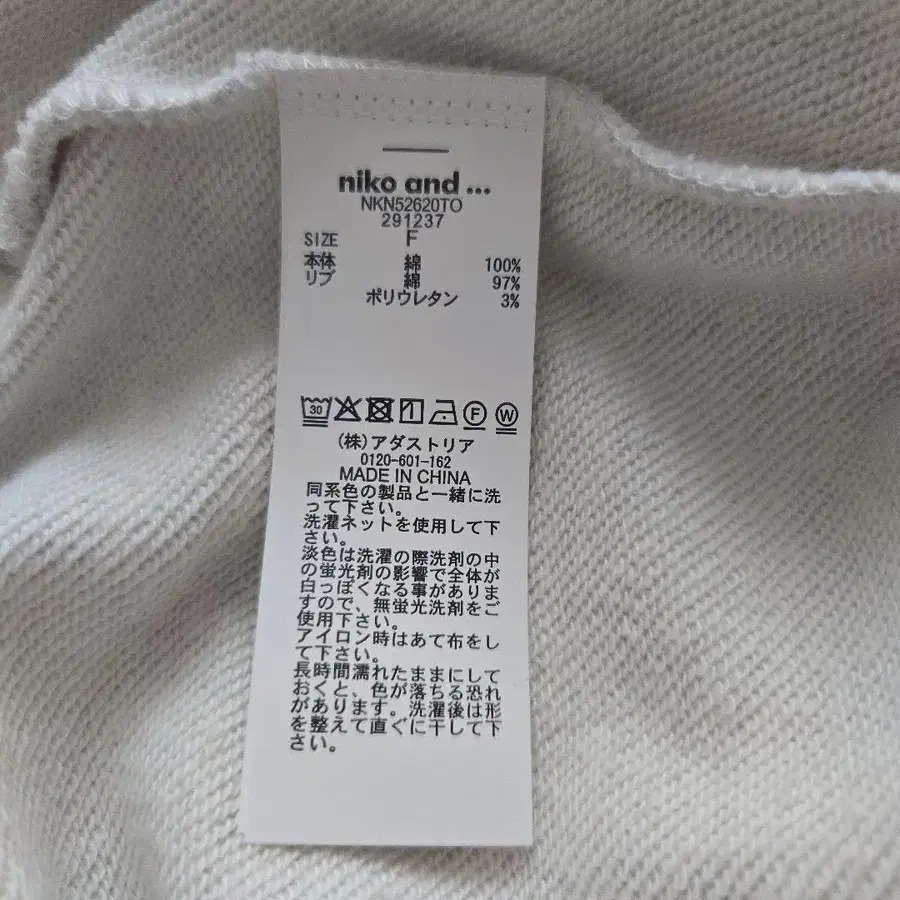 niko and ...
NKN52620TO
291237
SIZE F
本体 綿 100%
リブ 綿 97%
ポリウレタン 3%
30 F W
(株)アダストリア
0120-601-162
MADE IN CHINA
同系色の製品と一緒に洗
って下さい。
洗濯ネットを使用して下
さい。
淡色は洗濯の際洗剤の中
の蛍光剤の影響で全体が
白っぽくなる事がありま
すので、無蛍光洗剤をご
使用下さい。
アイロン時はあて布をし
て下さい。
長時間濡れたままにして
おくと、色が落ちる恐れ
があります。洗濯後は形
を整えて直ぐに干して下
さい。